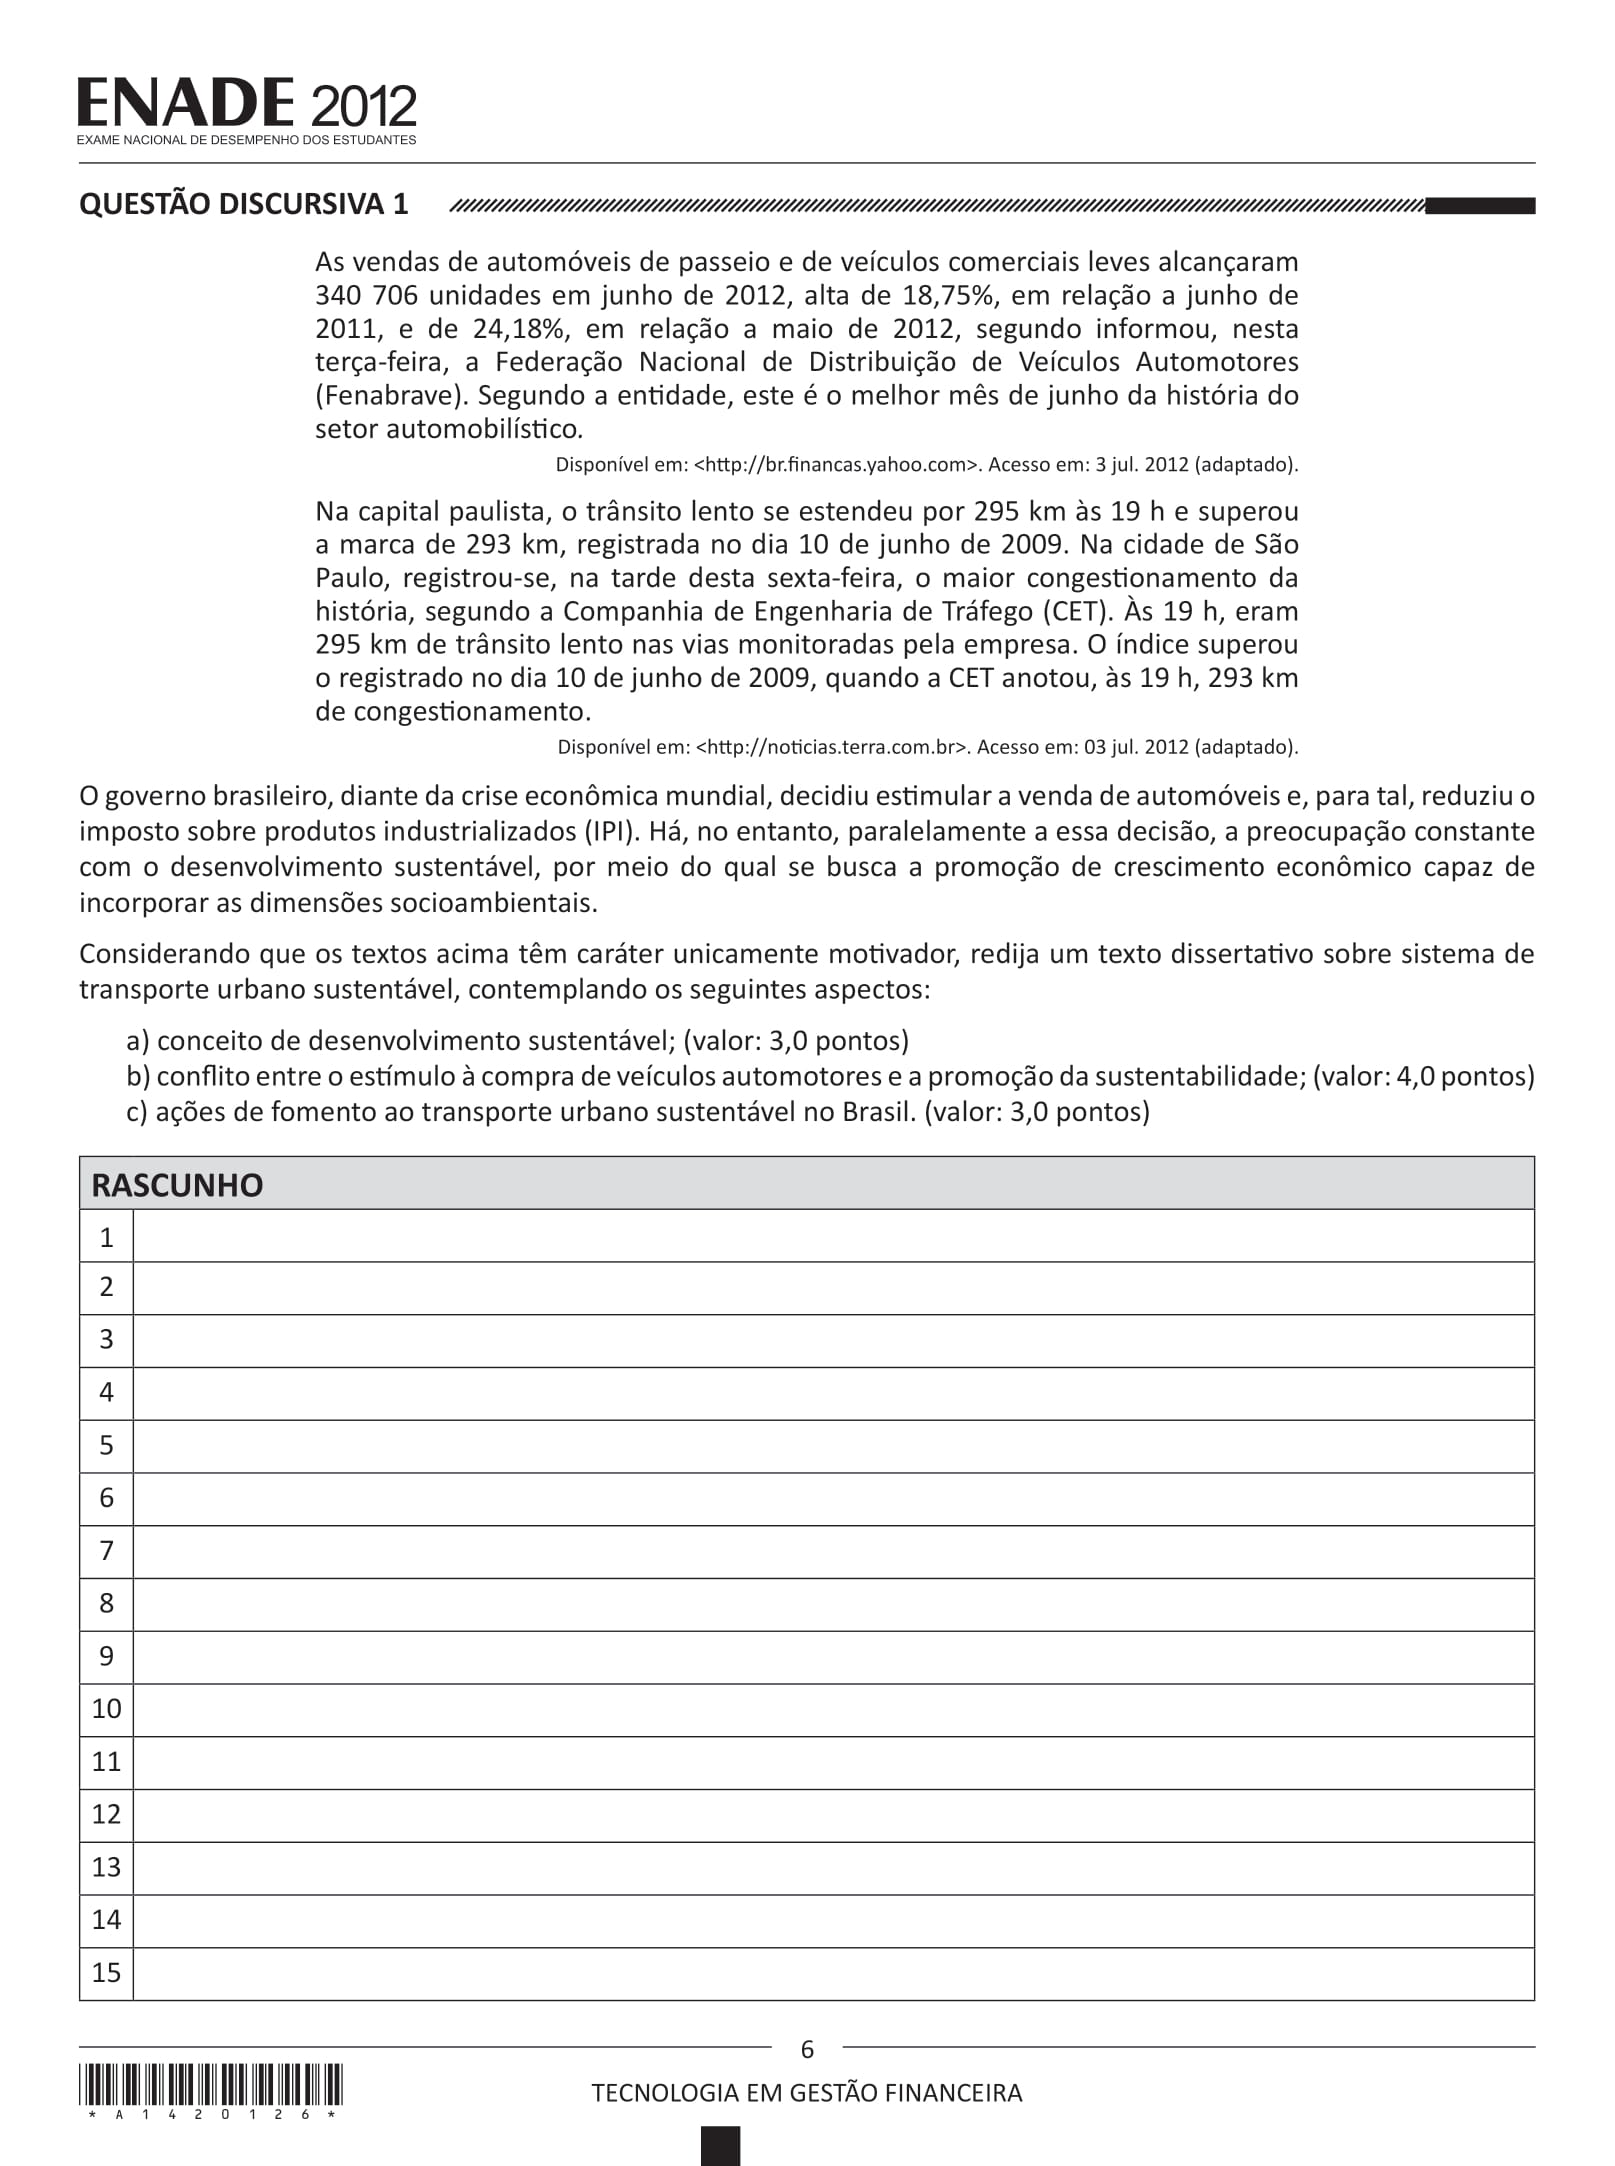 ENADE 2012
EXAME NACIONAL DE DESEMPENHO DOS ESTUDANTES
QUESTÃO DISCURSIVA 1
As vendas de automóveis de passeio e de veículos comerciais leves alcançaram
340 706 unidades em junho de 2012, alta de 18,75%, em relação a junho de
2011, e de 24,18%, em relação a maio de 2012, segundo informou, nesta
terça-feira, a Federação Nacional de Distribuição de Veículos Automotores
(Fenabrave). Segundo a entidade, este é o melhor mês de junho da história do
setor automobilístico.
Disponível em: <http://br.financas.yahoo.com>. Acesso em: 3 jul. 2012 (adaptado).
Na capital paulista, o trânsito lento se estendeu por 295 km às 19 h e superou
a marca de 293 km, registrada no dia 10 de junho de 2009. Na cidade de São
Paulo, registrou-se, na tarde desta sexta-feira, o maior congestionamento da
história, segundo a Companhia de Engenharia de Tráfego (CET). Às 19 h, eram
295 km de trânsito lento nas vias monitoradas pela empresa. O índice superou
o registrado no dia 10 de junho de 2009, quando a CET anotou, às 19 h, 293 km
de congestionamento.
Disponível em: <http://noticias.terra.com.br>. Acesso em: 03 jul. 2012 (adaptado).
O governo brasileiro, diante da crise econômica mundial, decidiu estimular a venda de automóveis e, para tal, reduziu o
imposto sobre produtos industrializados (IPI). Há, no entanto, paralelamente a essa decisão, a preocupação constante
com o desenvolvimento sustentável, por meio do qual se busca a promoção de crescimento econômico capaz de
incorporar as dimensões socioambientais.
Considerando que os textos acima têm caráter unicamente motivador, redija um texto dissertativo sobre sistema de
transporte urbano sustentável, contemplando os seguintes aspectos:
a) conceito de desenvolvimento sustentável; (valor: 3,0 pontos)
b) conflito entre o estímulo à compra de veículos automotores e a promoção da sustentabilidade; (valor: 4,0 pontos)
c) ações de fomento ao transporte urbano sustentável no Brasil. (valor: 3,0 pontos)
RASCUNHO
1
2
3
4
5
6
7
8
9
10
11
12
13
14
15
6
TECNOLOGIA EM GESTÃO FINANCEIRA
* A 1 4 2 0 1 2 6 *